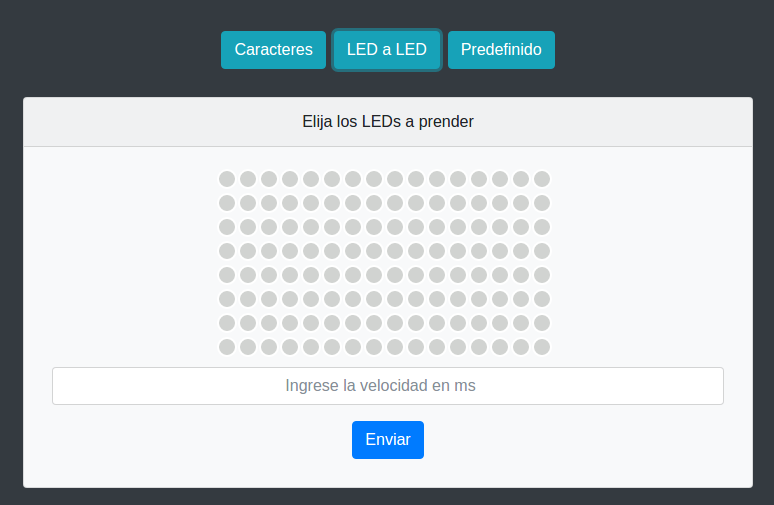 Caracteres LED a LED Predefinido
Elija los LEDs a prender
Ingrese la velocidad en ms
Enviar